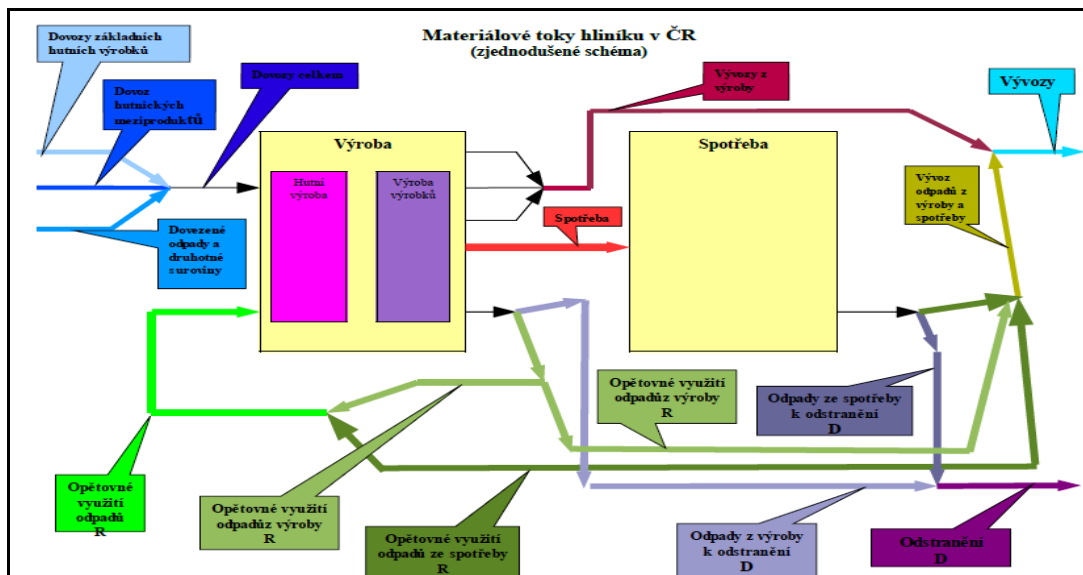 Materiálové toky hliníku v ČR
(zjednodušené schéma)
Dovozy základních
hutních výrobků
Dovoz
hutnických
meziproduktů
Dovozy celkem
Vývozy z
výroby
Vývozy
Výroba
Spotřeba
Hutní
výroba
Výroba
výrobků
Vývoz
odpadů z
výroby a
spotřeby
Spotřeba
Dovezené
odpady a
druhotné
suroviny
Opětovné využití
odpadůz výroby
R
Odpady ze spotřeby
k odstranění
D
Opětovné
využití
odpadů
R
Opětovné využití
odpadůz výroby
R
Opětovné využití
odpadů ze spotřeby
R
Odpady z výroby
k odstranění
D
Odstranění
D